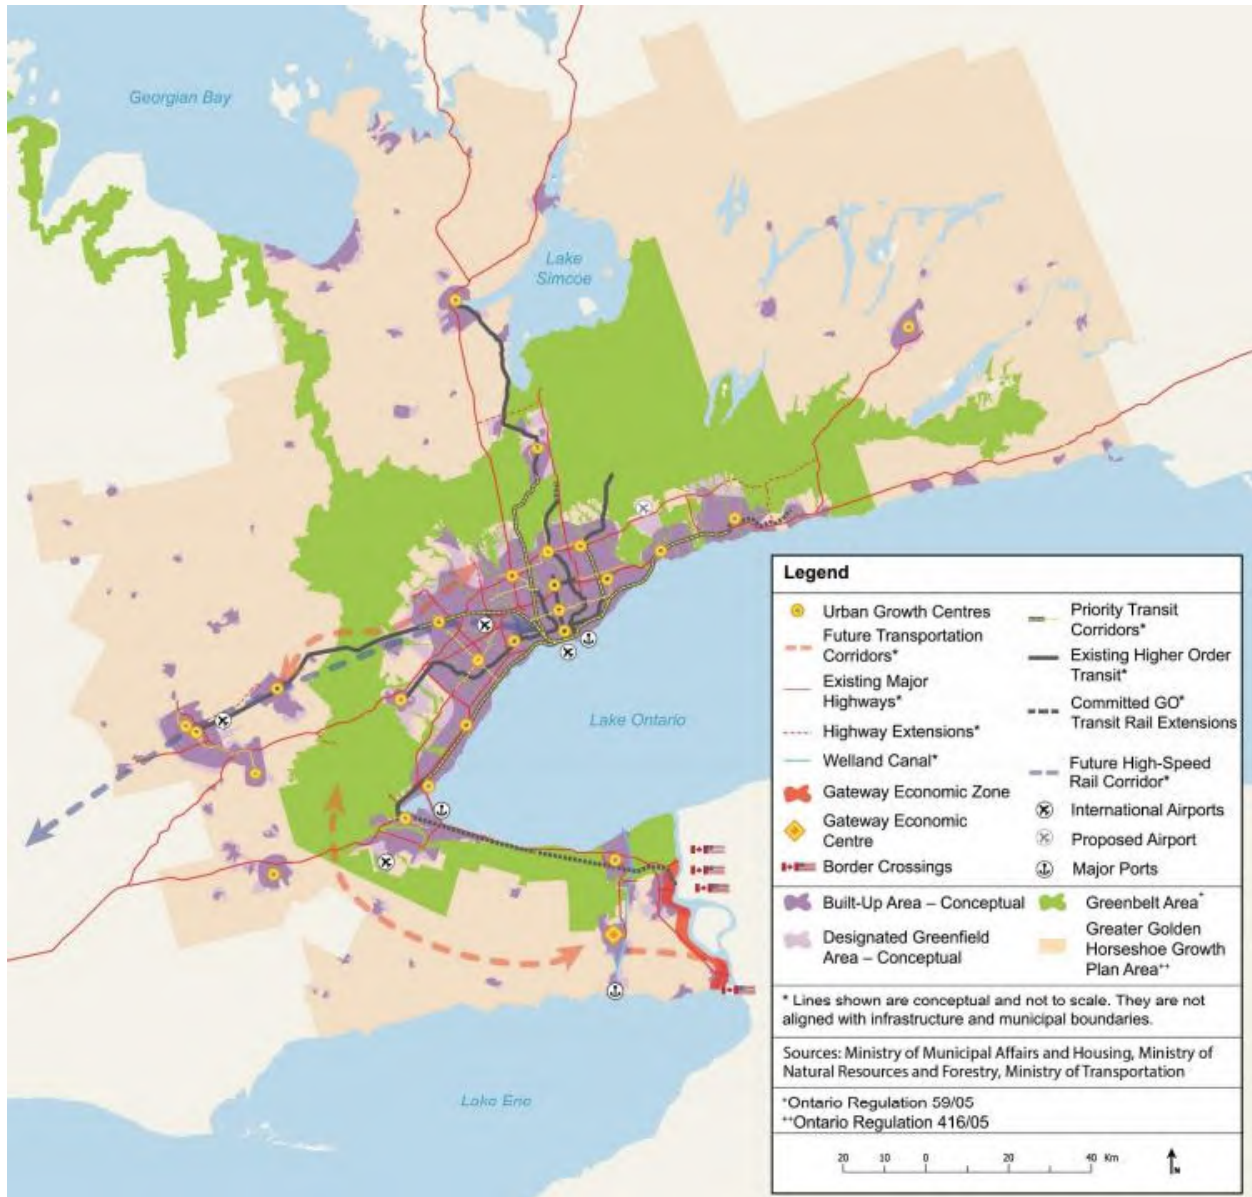 Georgian Bay
Lake
Simcoe
Lake Ontario
Lake Erie
Legend
Urban Growth Centres
Future Transportation
Corridors*
Existing Major
Highways*
Highway Extensions*
Welland Canal*
Gateway Economic Zone
Gateway Economic
Centre
Border Crossings
Priority Transit
Corridors*
Existing Higher Order
Transit*
Committed GO*
Transit Rail Extensions
Future High-Speed
Rail Corridor*
International Airports
Proposed Airport
Major Ports
Built-Up Area – Conceptual
Designated Greenfield
Area – Conceptual
Greenbelt Area+
Greater Golden
Horseshoe Growth
Plan Area++
* Lines shown are conceptual and not to scale. They are not
aligned with infrastructure and municipal boundaries.
Sources: Ministry of Municipal Affairs and Housing, Ministry of
Natural Resources and Forestry, Ministry of Transportation
+Ontario Regulation 59/05
++Ontario Regulation 416/05
20 10 0 20 40 Km
N